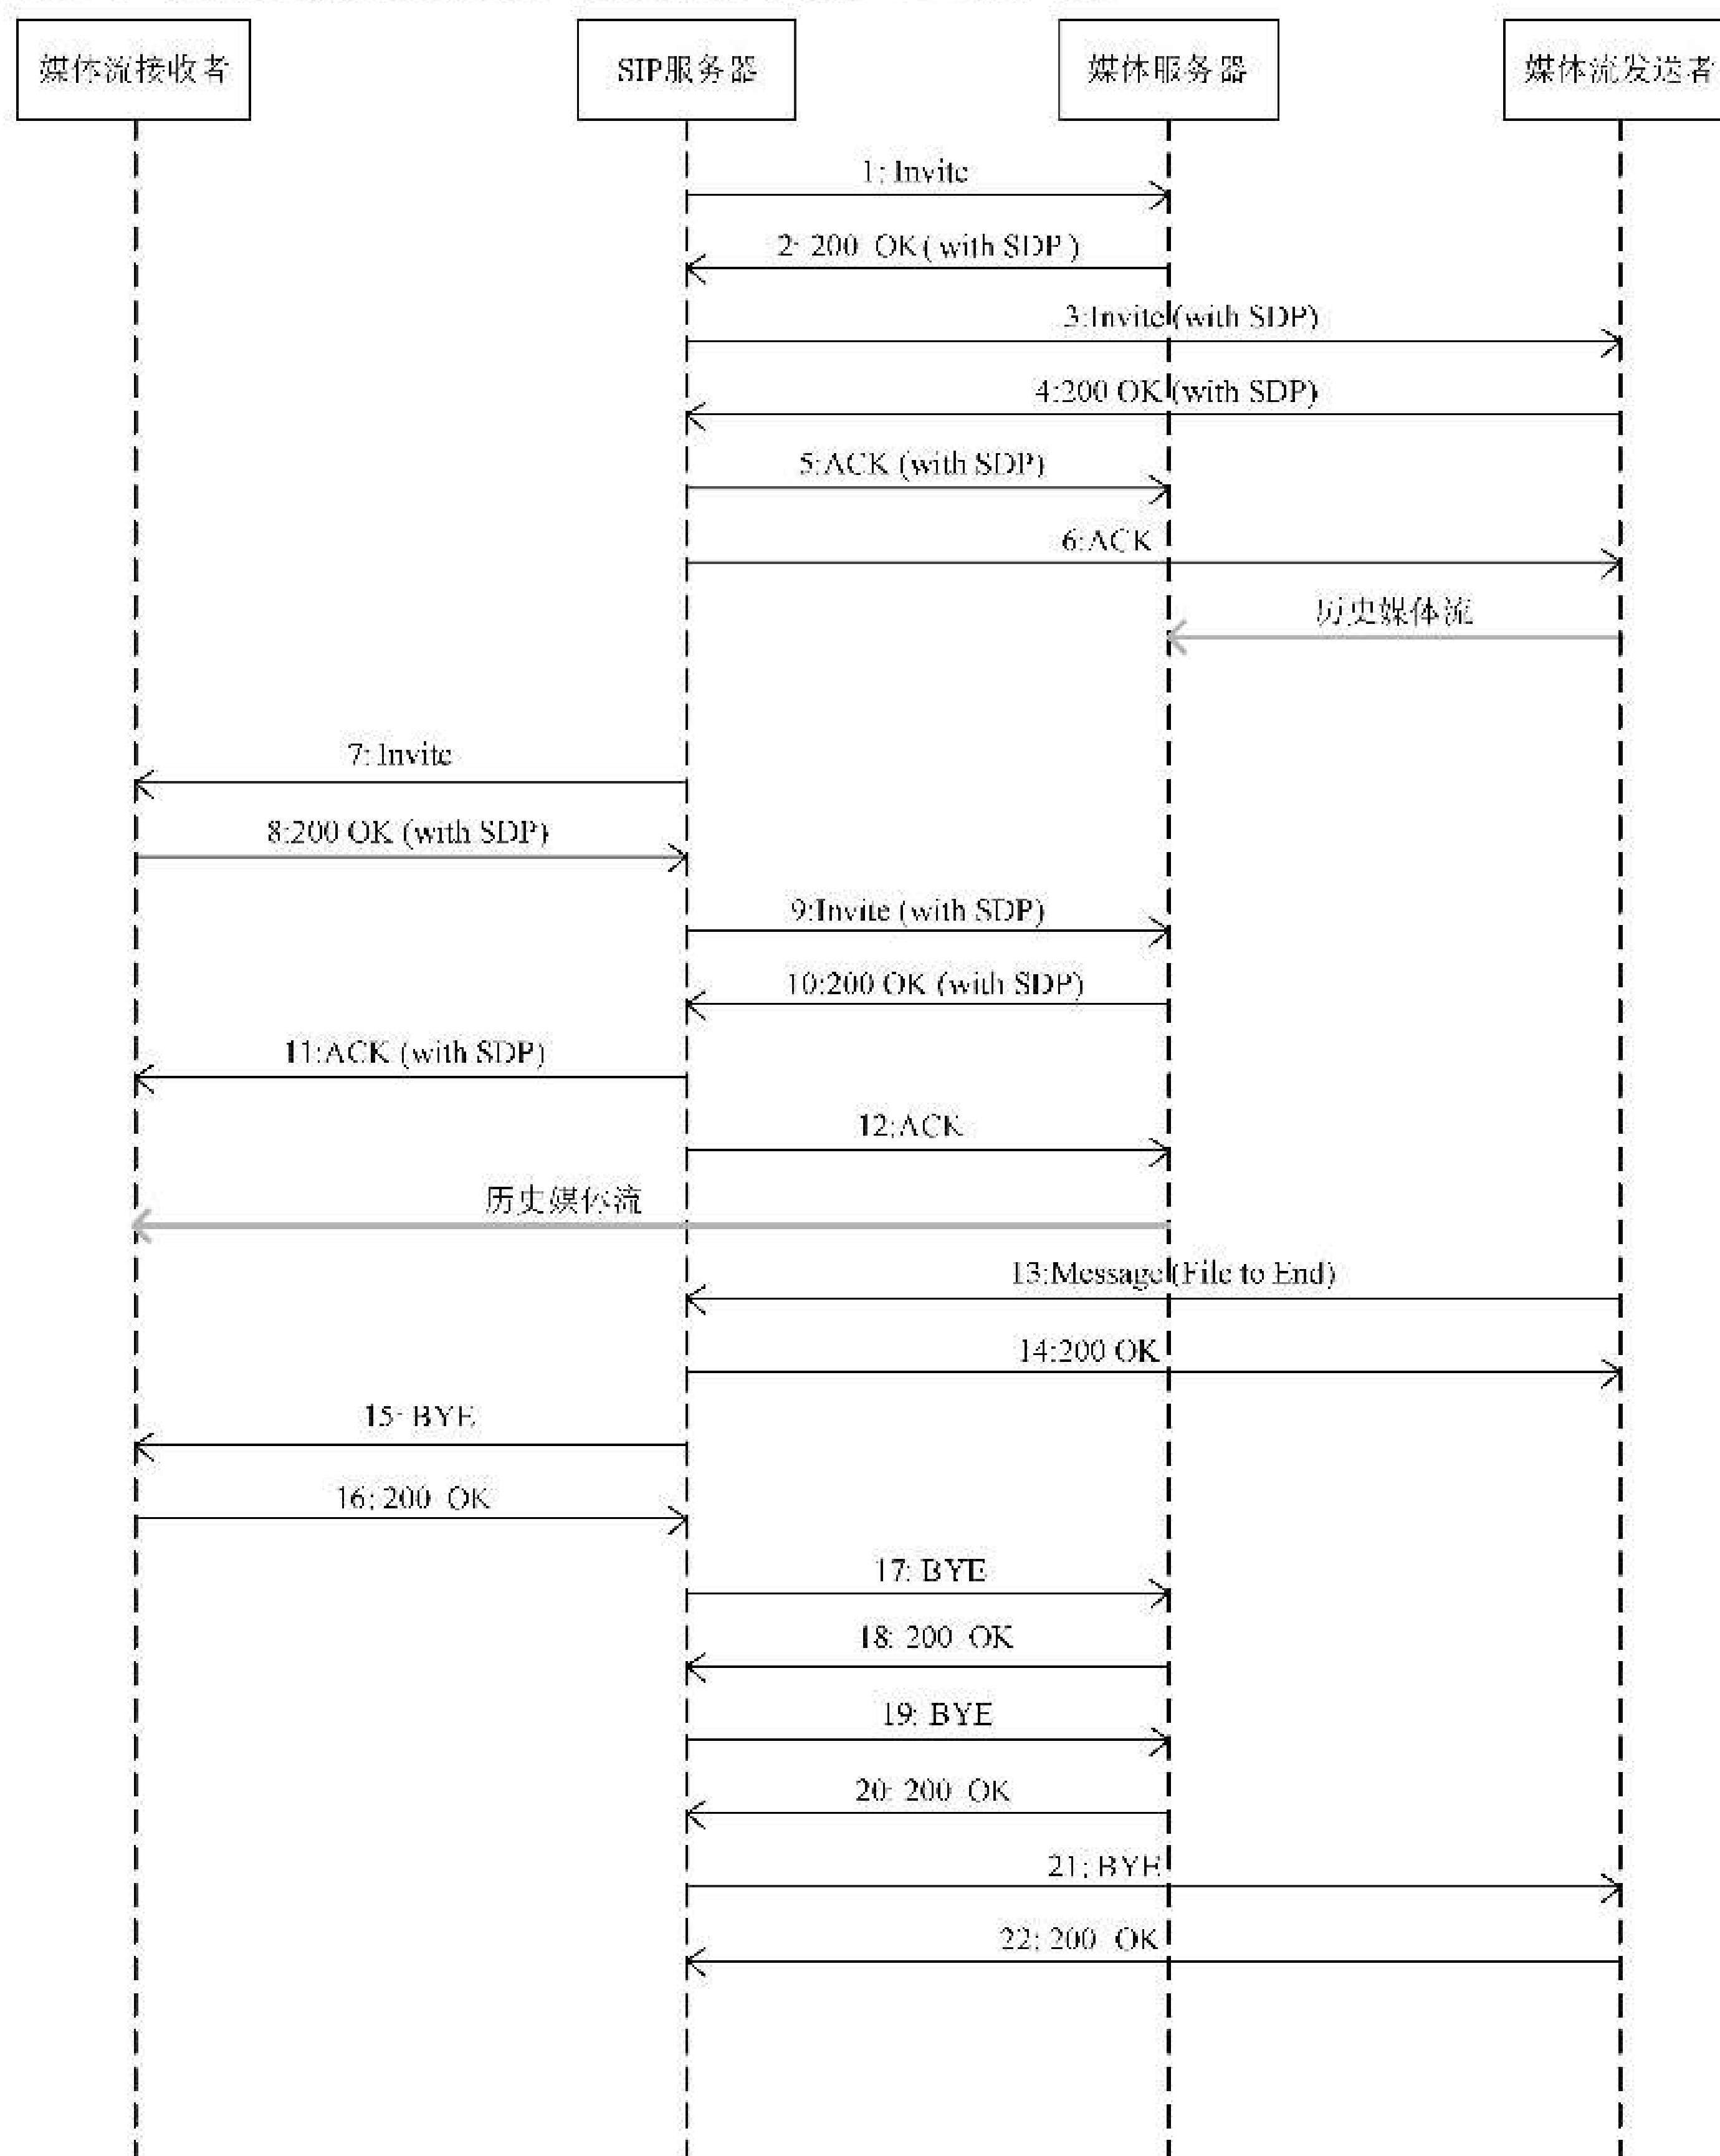 媒体流接收者
SIP服务器
媒体服务器
媒体流发送者
1: Invite
2: 200 OK ( with SDP )
3:Invite (with SDP)
4:200 OK (with SDP)
5:ACK (with SDP)
6:ACK
历史媒体流
7: Invite
8:200 OK (with SDP)
9:Invite (with SDP)
10:200 OK (with SDP)
11:ACK (with SDP)
12:ACK
历史媒体流
13:Message (File to End)
14:200 OK
15: BYE
16: 200 OK
17: BYE
18: 200 OK
19: BYE
20: 200 OK
21: BYE
22: 200 OK